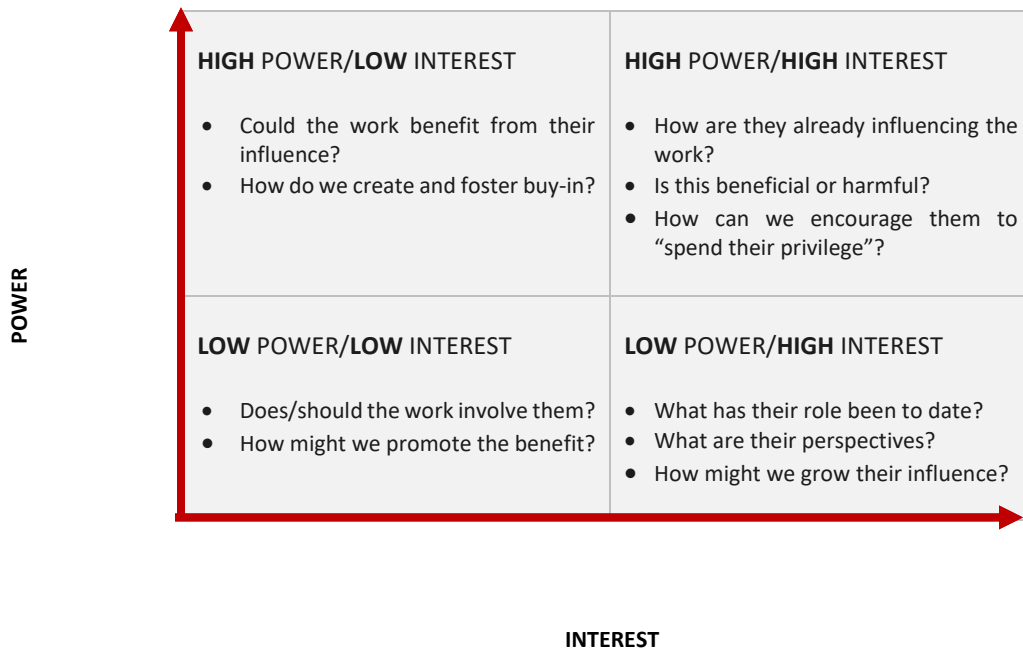 HIGH POWER/LOW INTEREST
• Could the work benefit from their
influence?
• How do we create and foster buy-in?
HIGH POWER/HIGH INTEREST
• How are they already influencing the
work?
• Is this beneficial or harmful?
• How can we encourage them to
“spend their privilege”?
POWER
LOW POWER/LOW INTEREST
• Does/should the work involve them?
• How might we promote the benefit?
LOW POWER/HIGH INTEREST
• What has their role been to date?
• What are their perspectives?
• How might we grow their influence?
INTEREST